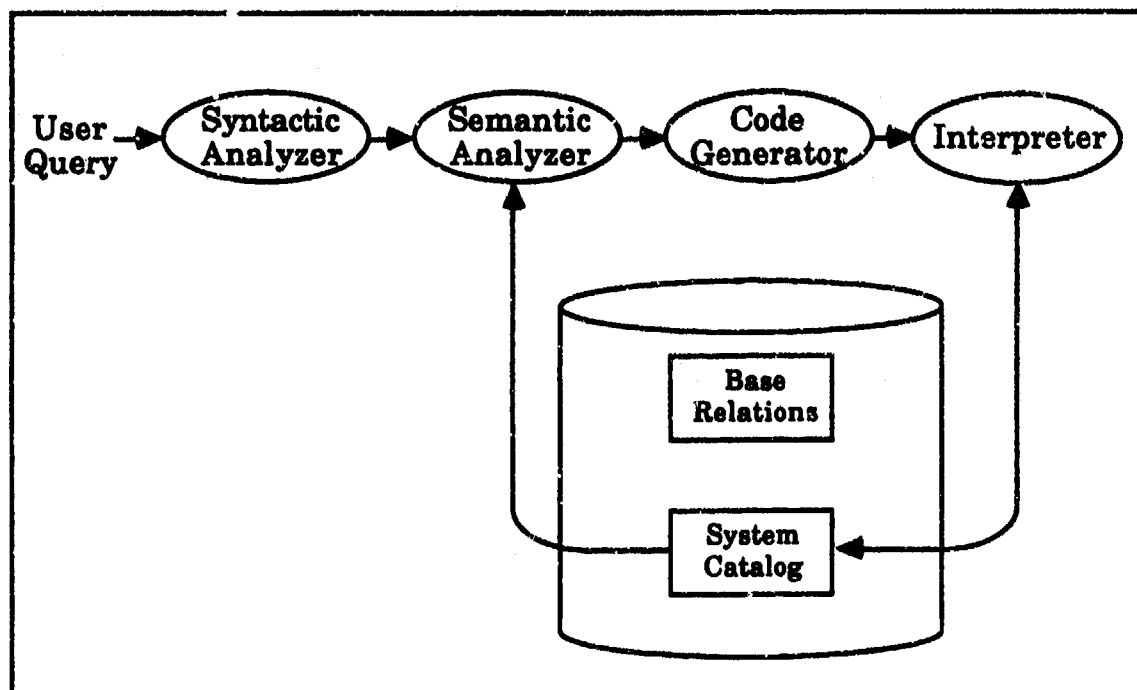 User
Query
Syntactic
Analyzer
Semantic
Analyzer
Code
Generator
Interpreter
Base
Relations
System
Catalog